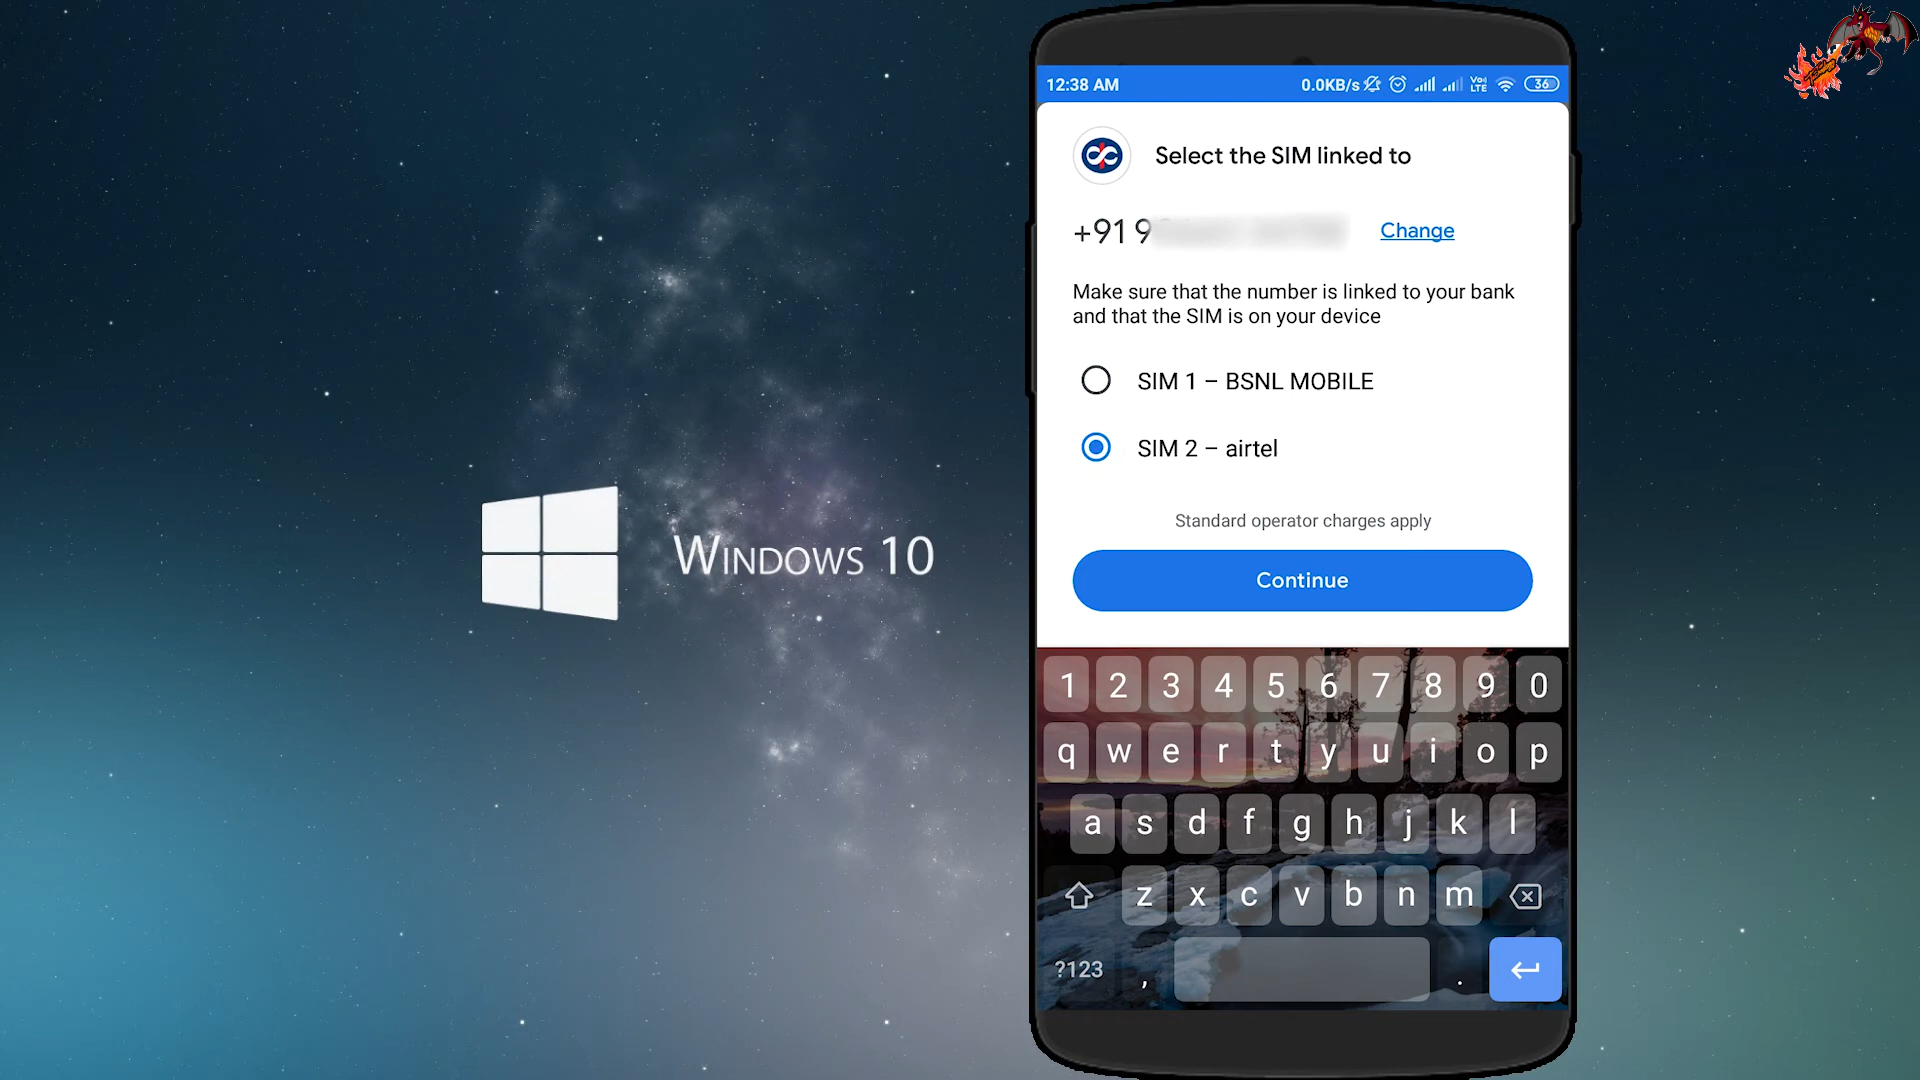 WINDOWS 10
12:38 AM
0.0KB/s
Vo)
LTE
36
Select the SIM linked to
+91 9
Change
Make sure that the number is linked to your bank
and that the SIM is on your device
SIM 1 – BSNL MOBILE
SIM 2 – airtel
Standard operator charges apply
Continue
1 2 3 4 5 6 7 8 9 0
q w e r t y u i o p
a s d f g h j k l
z x c v b n m
?123 , .